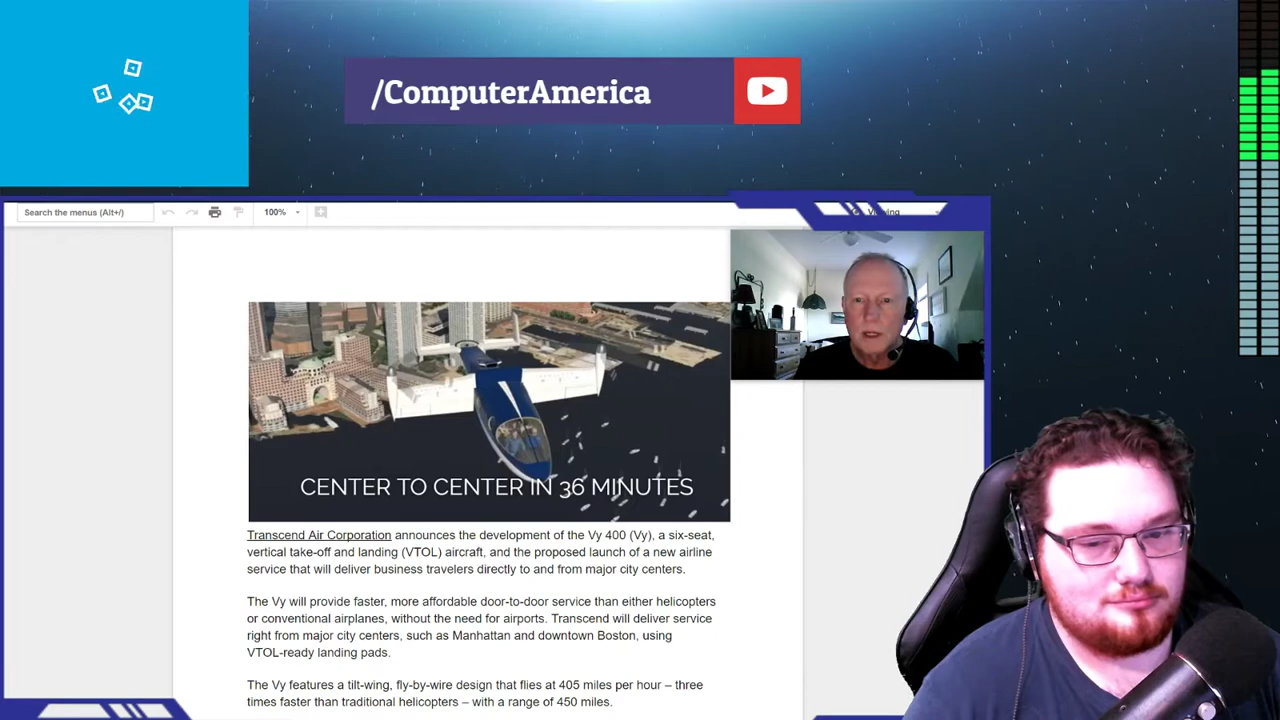 /ComputerAmerica
Search the menus (Alt+/)
100%
CENTER TO CENTER IN 36 MINUTES
Transcend Air Corporation announces the development of the Vy 400 (Vy), a six-seat,
vertical take-off and landing (VTOL) aircraft, and the proposed launch of a new airline
service that will deliver business travelers directly to and from major city centers.
The Vy will provide faster, more affordable door-to-door service than either helicopters
or conventional airplanes, without the need for airports. Transcend will deliver service
right from major city centers, such as Manhattan and downtown Boston, using
VTOL-ready landing pads.
The Vy features a tilt-wing, fly-by-wire design that flies at 405 miles per hour – three
times faster than traditional helicopters – with a range of 450 miles.